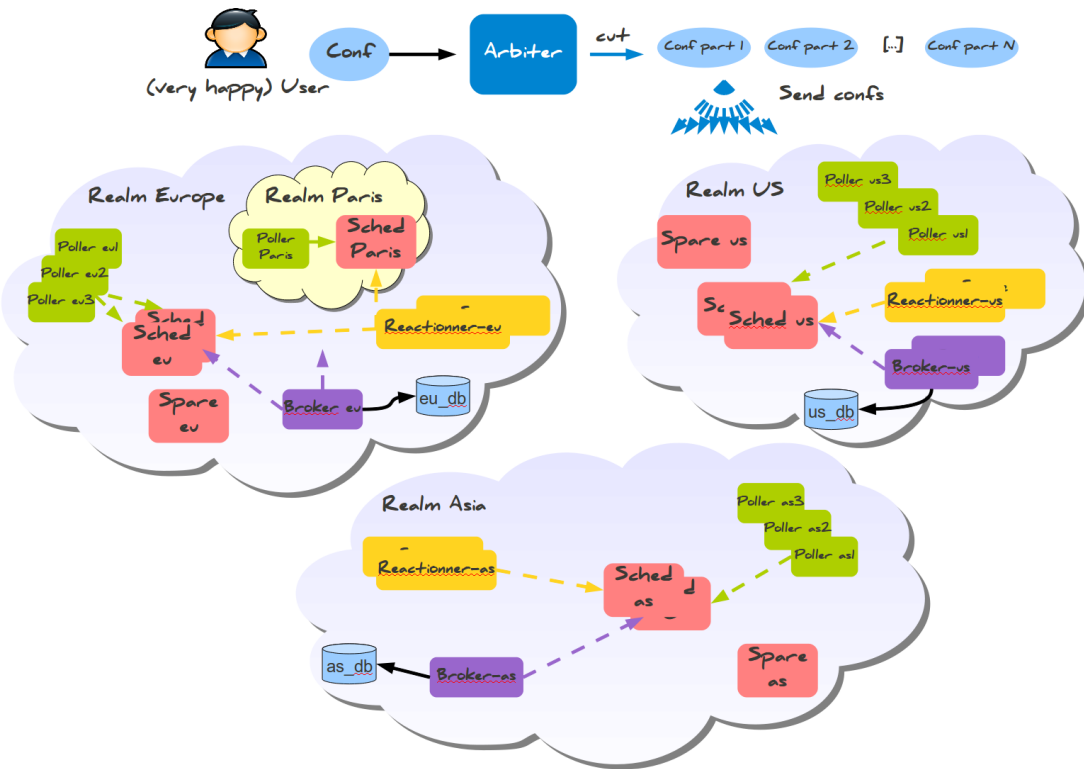 Conf
Arbiter
cut
Conf part 1
Conf part 2
[...]
Conf part N
(very happy) User
Send confs
Realm Europe
Realm Paris
Poller Paris
Sched
Paris
Poller eu1
Poller eu2
Poller eu3
Sched
Sched
eu
Reactionner-eu
Spare
eu
Broker eu
eu_db
Realm US
Poller us3
Poller us2
Poller us1
Spare us
Sched us
Reactionner-us
Broker-us
us_db
Realm Asia
Poller as3
Poller as2
Poller as1
Reactionner-as
Sched
as
as_db
Broker-as
Spare
as